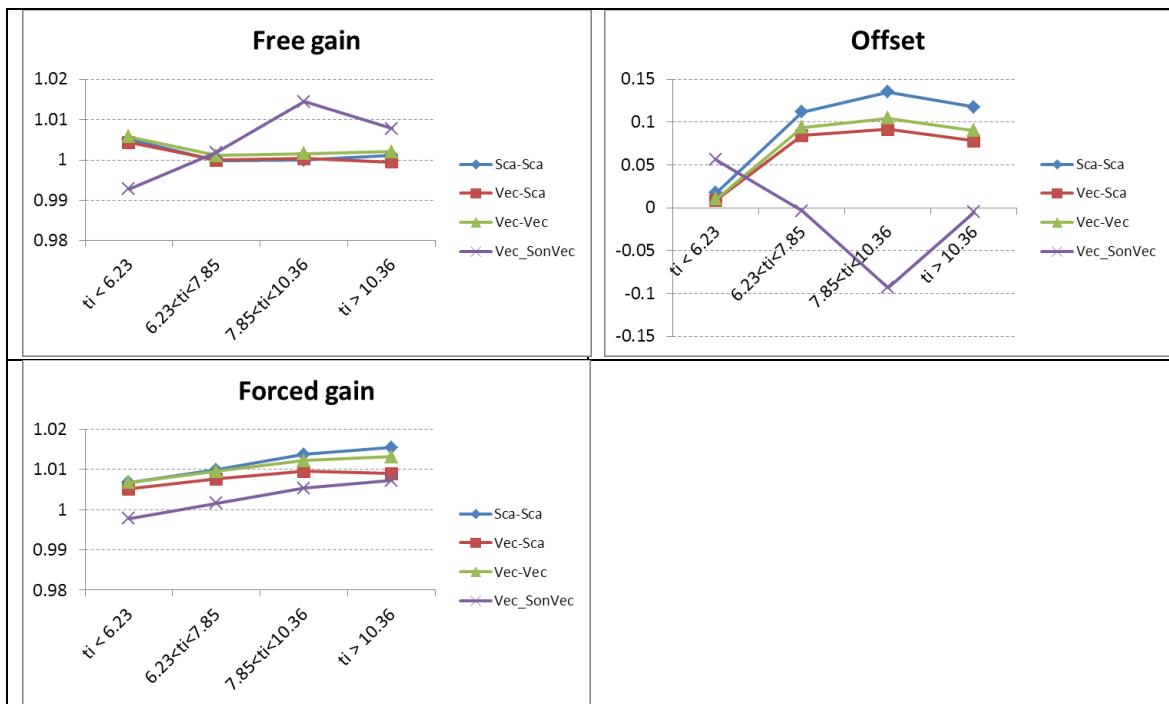 Free gain
1.02
1.01
1
0.99
0.98
ti < 6.23
6.23<ti<7.85
7.85<ti<10.36
ti > 10.36
Sca-Sca
Vec-Sca
Vec-Vec
Vec_SonVec
Offset
0.15
0.1
0.05
0
-0.05
-0.1
-0.15
ti < 6.23
6.23<ti<7.85
7.85<ti<10.36
ti > 10.36
Sca-Sca
Vec-Sca
Vec-Vec
Vec_SonVec
Forced gain
1.02
1.01
1
0.99
0.98
ti < 6.23
6.23<ti<7.85
7.85<ti<10.36
ti > 10.36
Sca-Sca
Vec-Sca
Vec-Vec
Vec_SonVec